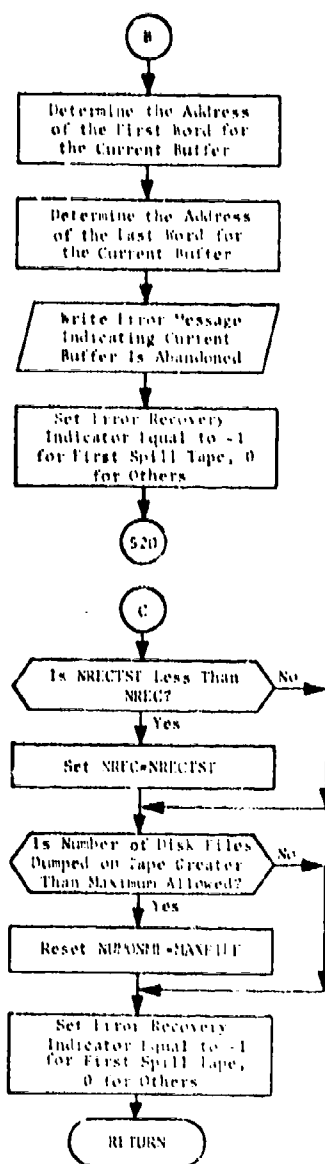 B
Determine the Address
of the First Word for
the Current Buffer
Determine the Address
of the Last Word for
the Current Buffer
Write Error Message
Indicating Current
Buffer Is Abandoned
Set Error Recovery
Indicator Equal to -1
for First Spill Tape, 0
for Others
520
C
Is NRECTST Less Than
NREC?
No
Yes
Set NREC=NRECTST
Is Number of Disk Files
Dumped on Tape Greater
Than Maximum Allowed?
No
Yes
Reset
Set Error Recovery
Indicator Equal to -1
for First Spill Tape,
0 for Others
RETURN